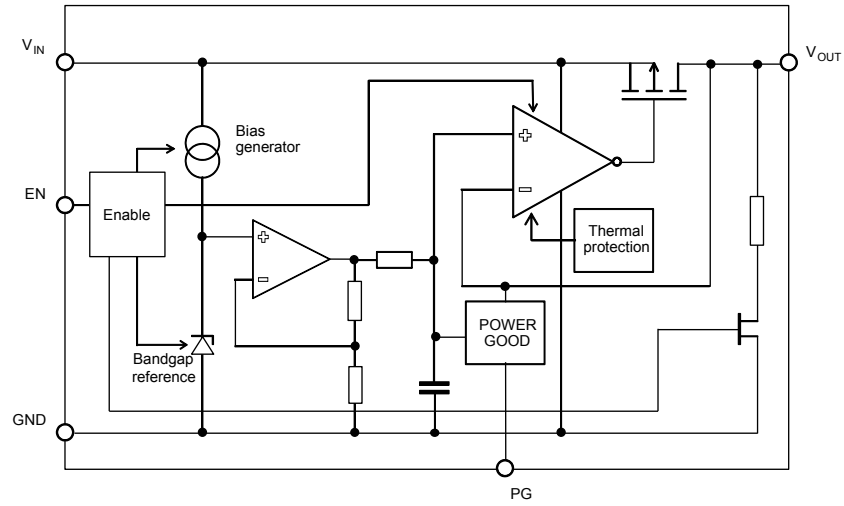 VIN
VOUT
Bias
generator
EN
Enable
Thermal
protection
POWER
GOOD
Bandgap
reference
GND
PG